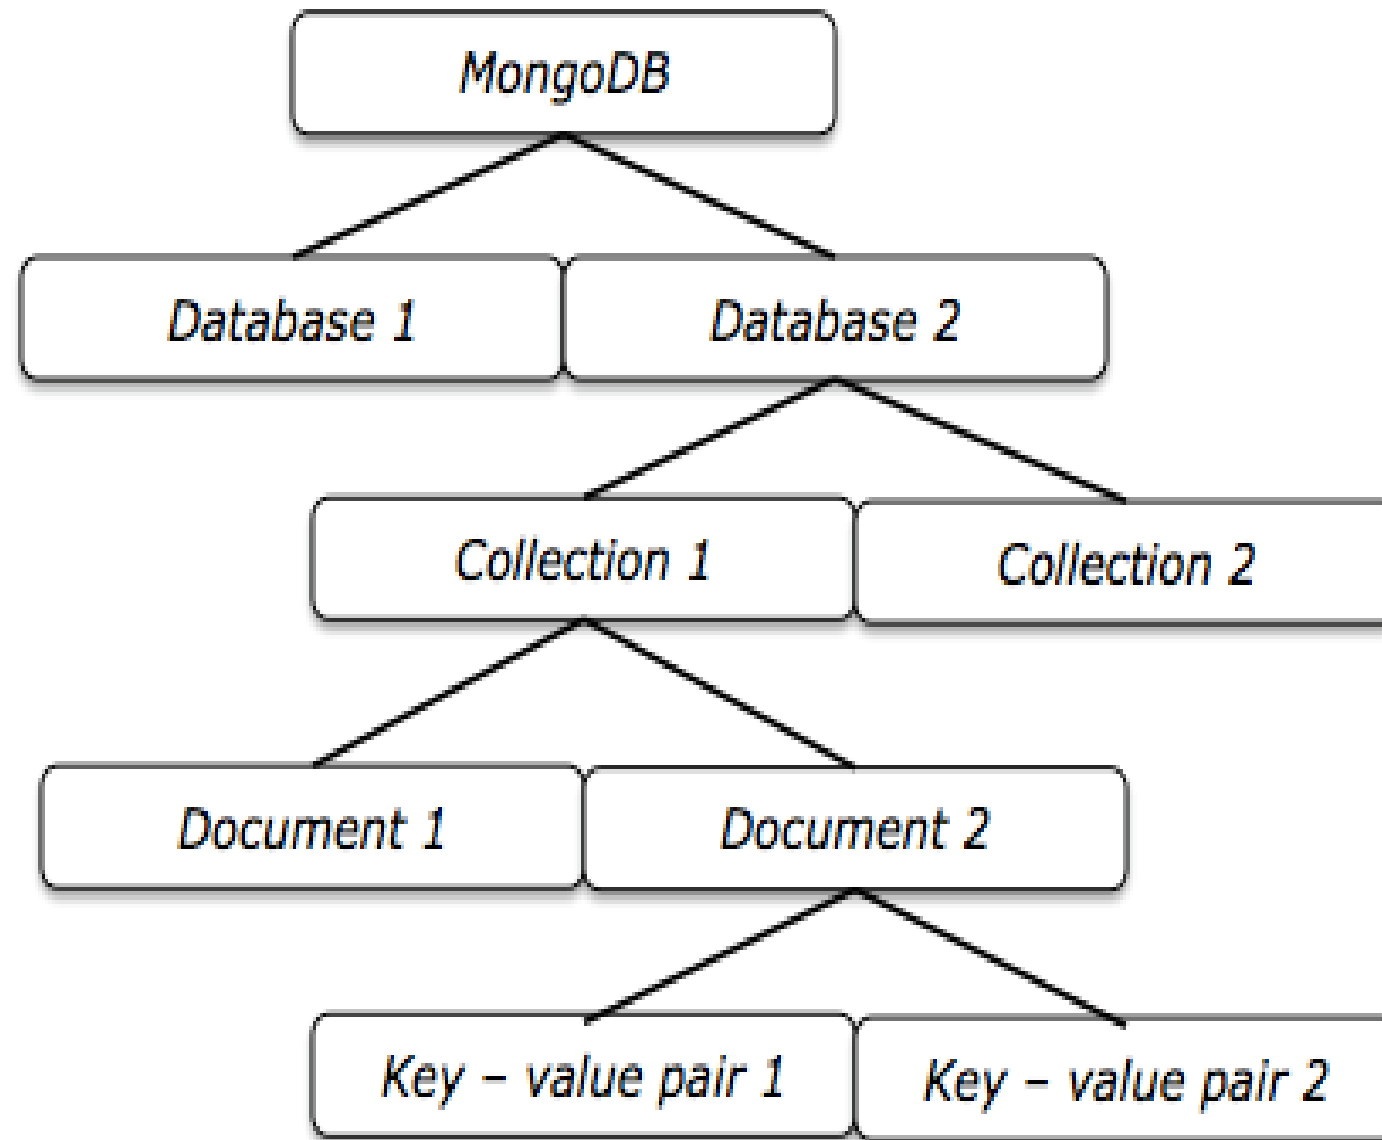 MongoDB
Database 1
Database 2
Collection 1
Collection 2
Document 1
Document 2
Key – value pair 1
Key – value pair 2